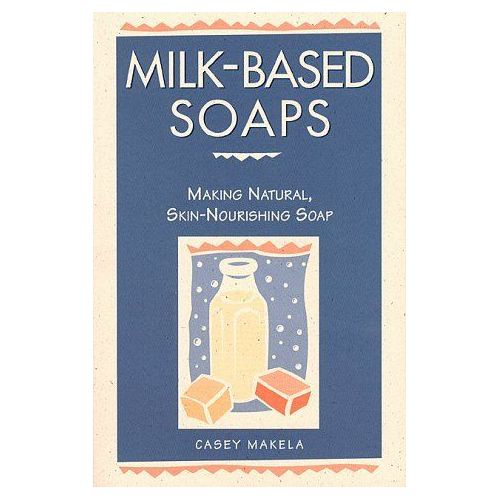 MILK-BASED
SOAPS
MAKING NATURAL,
SKIN-NOURISHING SOAP
CASEY MAKELA